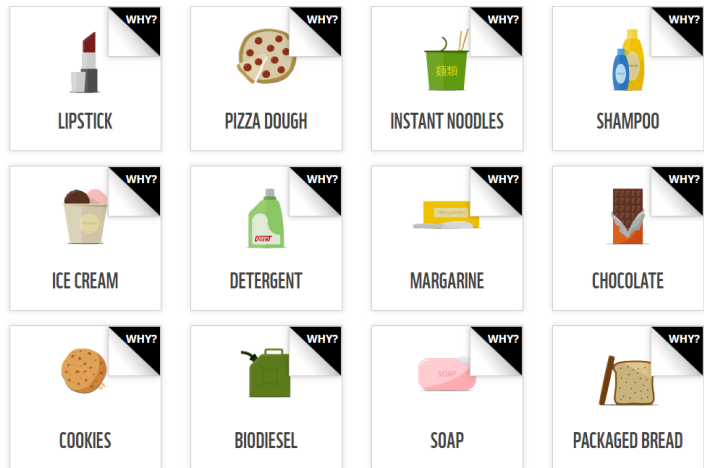 WHY?
LIPSTICK
WHY?
PIZZA DOUGH
WHY?
麵類
INSTANT NOODLES
WHY?
SHAMPOO
WHY?
ICE CREAM
WHY?
DETERGENT
WHY?
Margarine
MARGARINE
WHY?
CHOCOLATE
WHY?
COOKIES
WHY?
BIODIESEL
WHY?
SOAP
SOAP
WHY?
PACKAGED BREAD